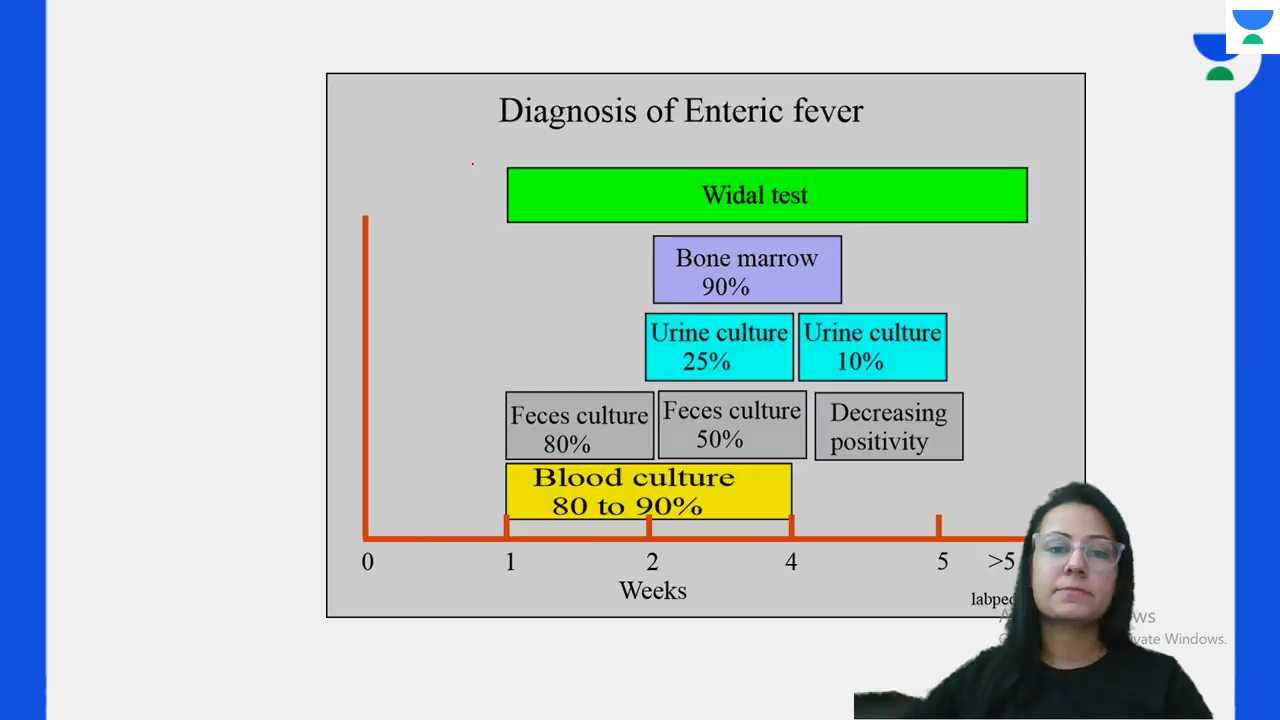 Diagnosis of Enteric fever
Widal test
Bone marrow
90%
Urine culture
25%
Urine culture
10%
Feces culture
80%
Feces culture
50%
Decreasing
positivity
Blood culture
80 to 90%
0 1 2 4 5 >5
Weeks